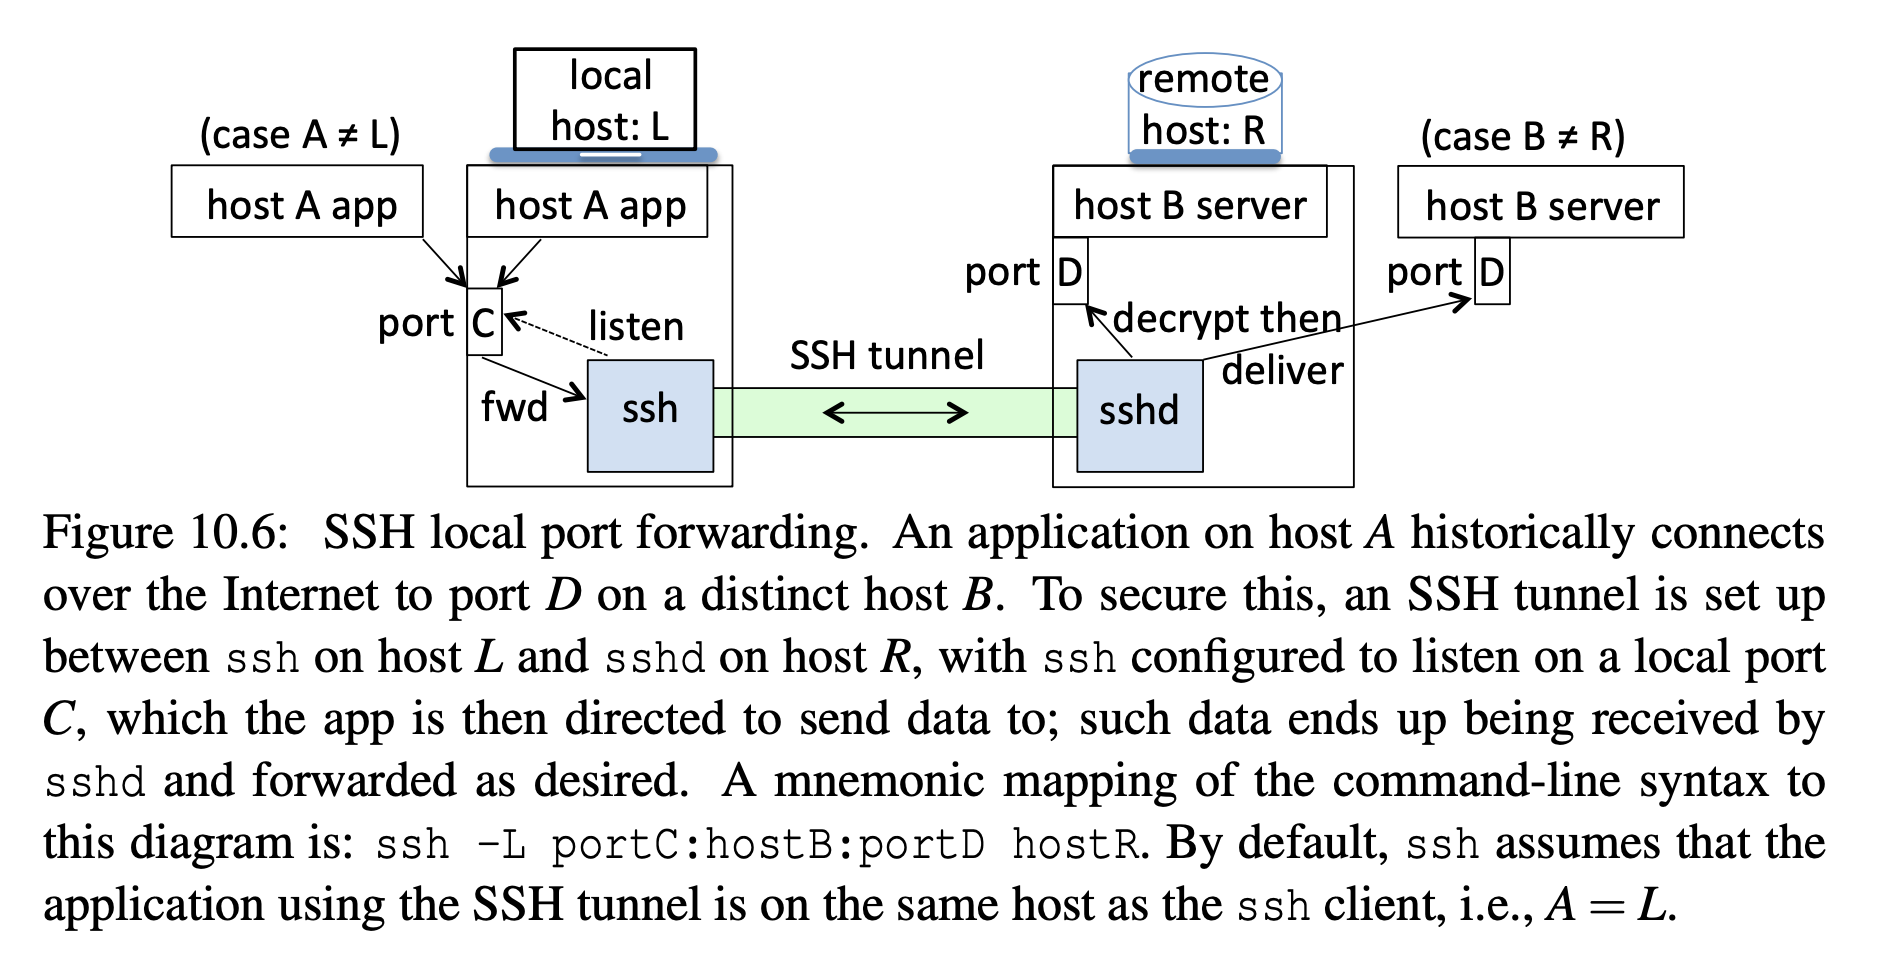 local
host: L
remote
host: R
(case A ≠ L)
(case B ≠ R)
host A app
host A app
host B server
host B server
port C
listen
fwd
ssh
SSH tunnel
port D
decrypt then
deliver
sshd
port D
Figure 10.6: SSH local port forwarding. An application on host A historically connects
over the Internet to port D on a distinct host B. To secure this, an SSH tunnel is set up
between ssh on host L and sshd on host R, with ssh configured to listen on a local port
C, which the app is then directed to send data to; such data ends up being received by
sshd and forwarded as desired. A mnemonic mapping of the command-line syntax to
this diagram is: ssh -L portC:hostB:portD hostR. By default, ssh assumes that the
application using the SSH tunnel is on the same host as the ssh client, i.e., A = L.